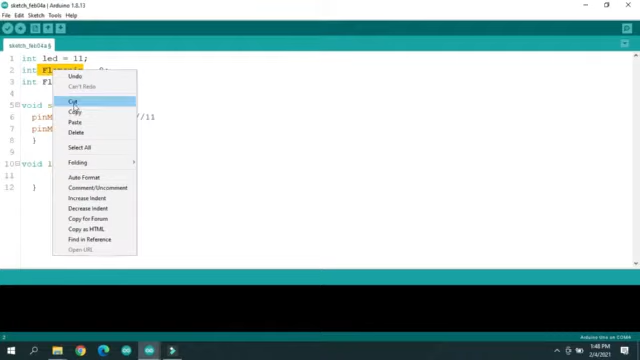 sketch_feb04a | Arduino 1.8.13
File Edit Sketch Tools Help
sketch_feb04a §
1 int led = 11;
2 int
3 int Fl
5 void s
6 pinM //11
7 pinM
8 }
10 void l
11
12 }
Undo
Can't Redo
Cut
Copy
Paste
Delete
Select All
Folding
Auto Format
Comment/Uncomment
Increase Indent
Decrease Indent
Copy for Forum
Copy as HTML
Find in Reference
Open URL
2
Arduino Uno on COM4
1:48 PM
2/4/2021